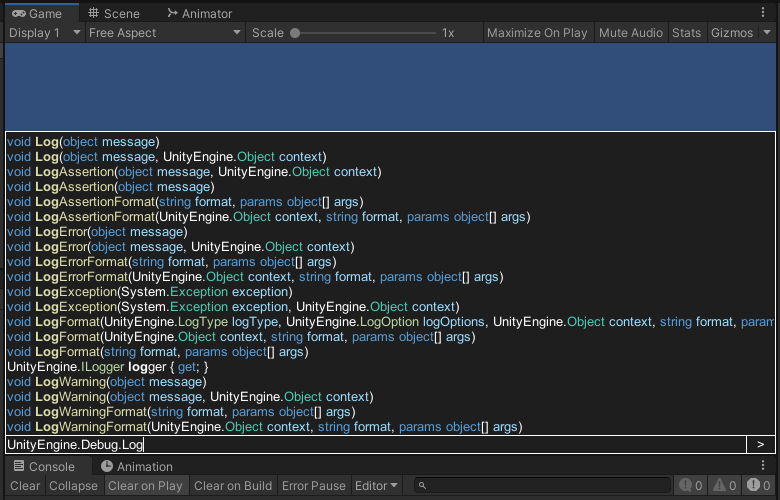 Game Scene Animator
Display 1 Free Aspect Scale 1x Maximize On Play Mute Audio Stats Gizmos
void Log(object message)
void Log(object message, UnityEngine.Object context)
void LogAssertion(object message, UnityEngine.Object context)
void LogAssertion(object message)
void LogAssertionFormat(string format, params object[] args)
void LogAssertionFormat(UnityEngine.Object context, string format, params object[] args)
void LogError(object message)
void LogError(object message, UnityEngine.Object context)
void LogErrorFormat(string format, params object[] args)
void LogErrorFormat(UnityEngine.Object context, string format, params object[] args)
void LogException(System.Exception exception)
void LogException(System.Exception exception, UnityEngine.Object context)
void LogFormat(UnityEngine.LogType logType, UnityEngine.LogOption logOptions, UnityEngine.Object context, string format, param
void LogFormat(UnityEngine.Object context, string format, params object[] args)
void LogFormat(string format, params object[] args)
UnityEngine.ILogger logger { get; }
void LogWarning(object message)
void LogWarning(object message, UnityEngine.Object context)
void LogWarningFormat(string format, params object[] args)
void LogWarningFormat(UnityEngine.Object context, string format, params object[] args)
UnityEngine.Debug.Log >
Console Animation
Clear Collapse Clear on Play Clear on Build Error Pause Editor 0 0 0